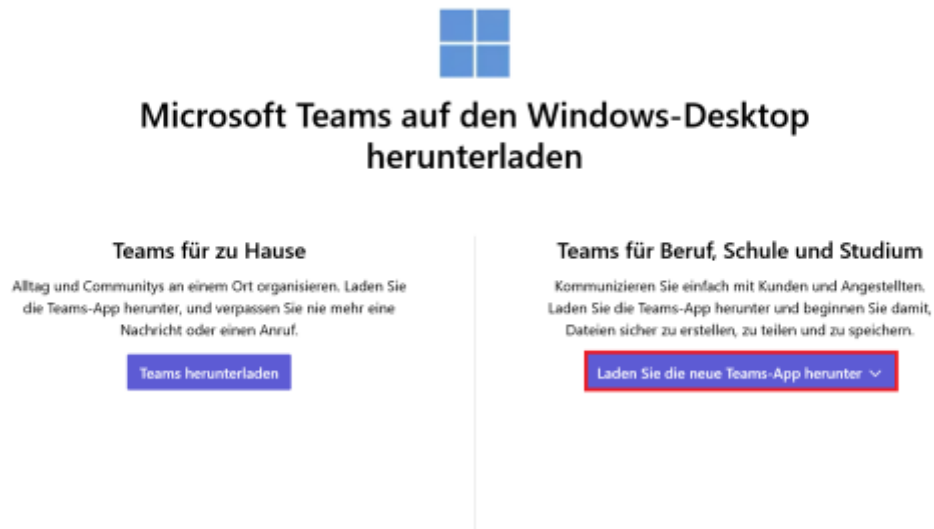 Microsoft Teams auf den Windows-Desktop
herunterladen
Teams für zu Hause
Alltag und Communitys an einem Ort organisieren. Laden Sie
die Teams-App herunter, und verpassen Sie nie mehr eine
Nachricht oder einen Anruf.
Teams herunterladen
Teams für Beruf, Schule und Studium
Kommunizieren Sie einfach mit Kunden und Angestellten.
Laden Sie die Teams-App herunter und beginnen Sie damit,
Dateien sicher zu erstellen, zu teilen und zu speichern.
Laden Sie die neue Teams-App herunter